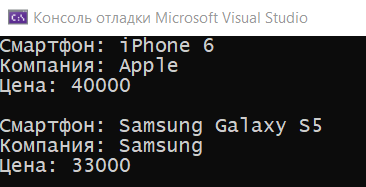 Консоль отладки Microsoft Visual Studio
Смартфон: iPhone 6
Компания: Apple
Цена: 40000
Смартфон: Samsung Galaxy S5
Компания: Samsung
Цена: 33000